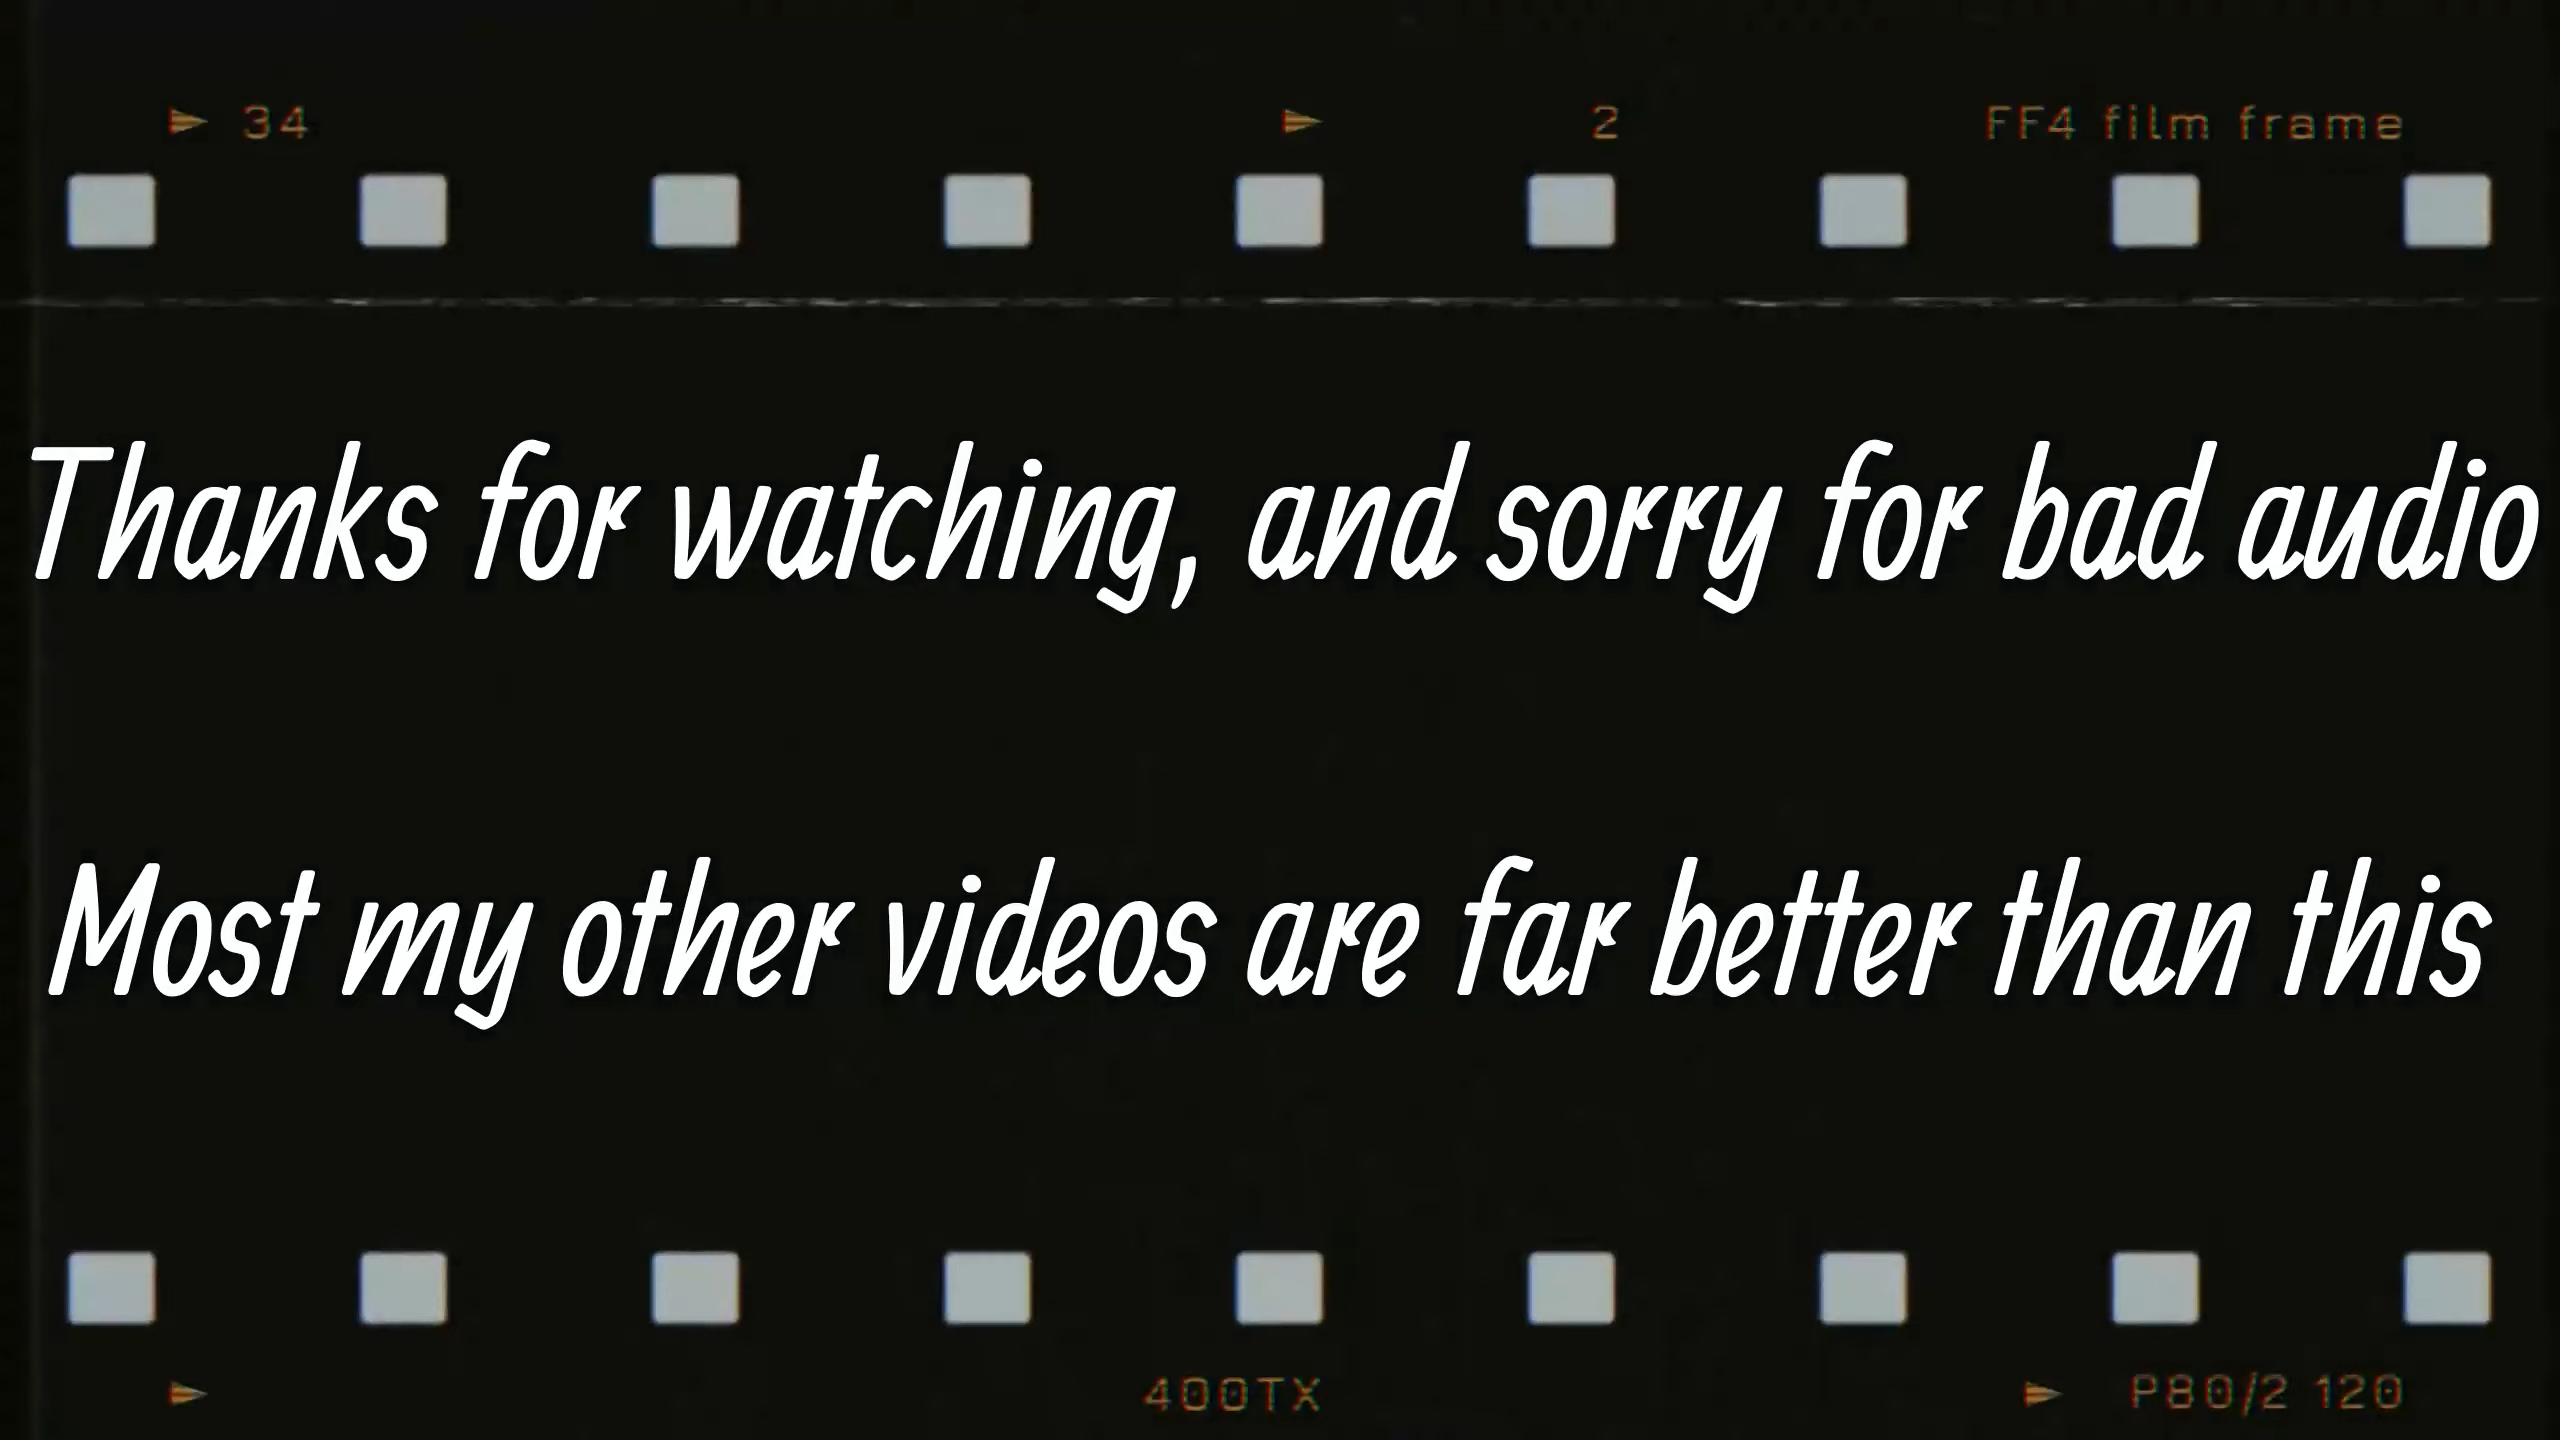 34 2 FF4 film frame
Thanks for watching, and sorry for bad audio
Most my other videos are far better than this
400TX P80/2 120